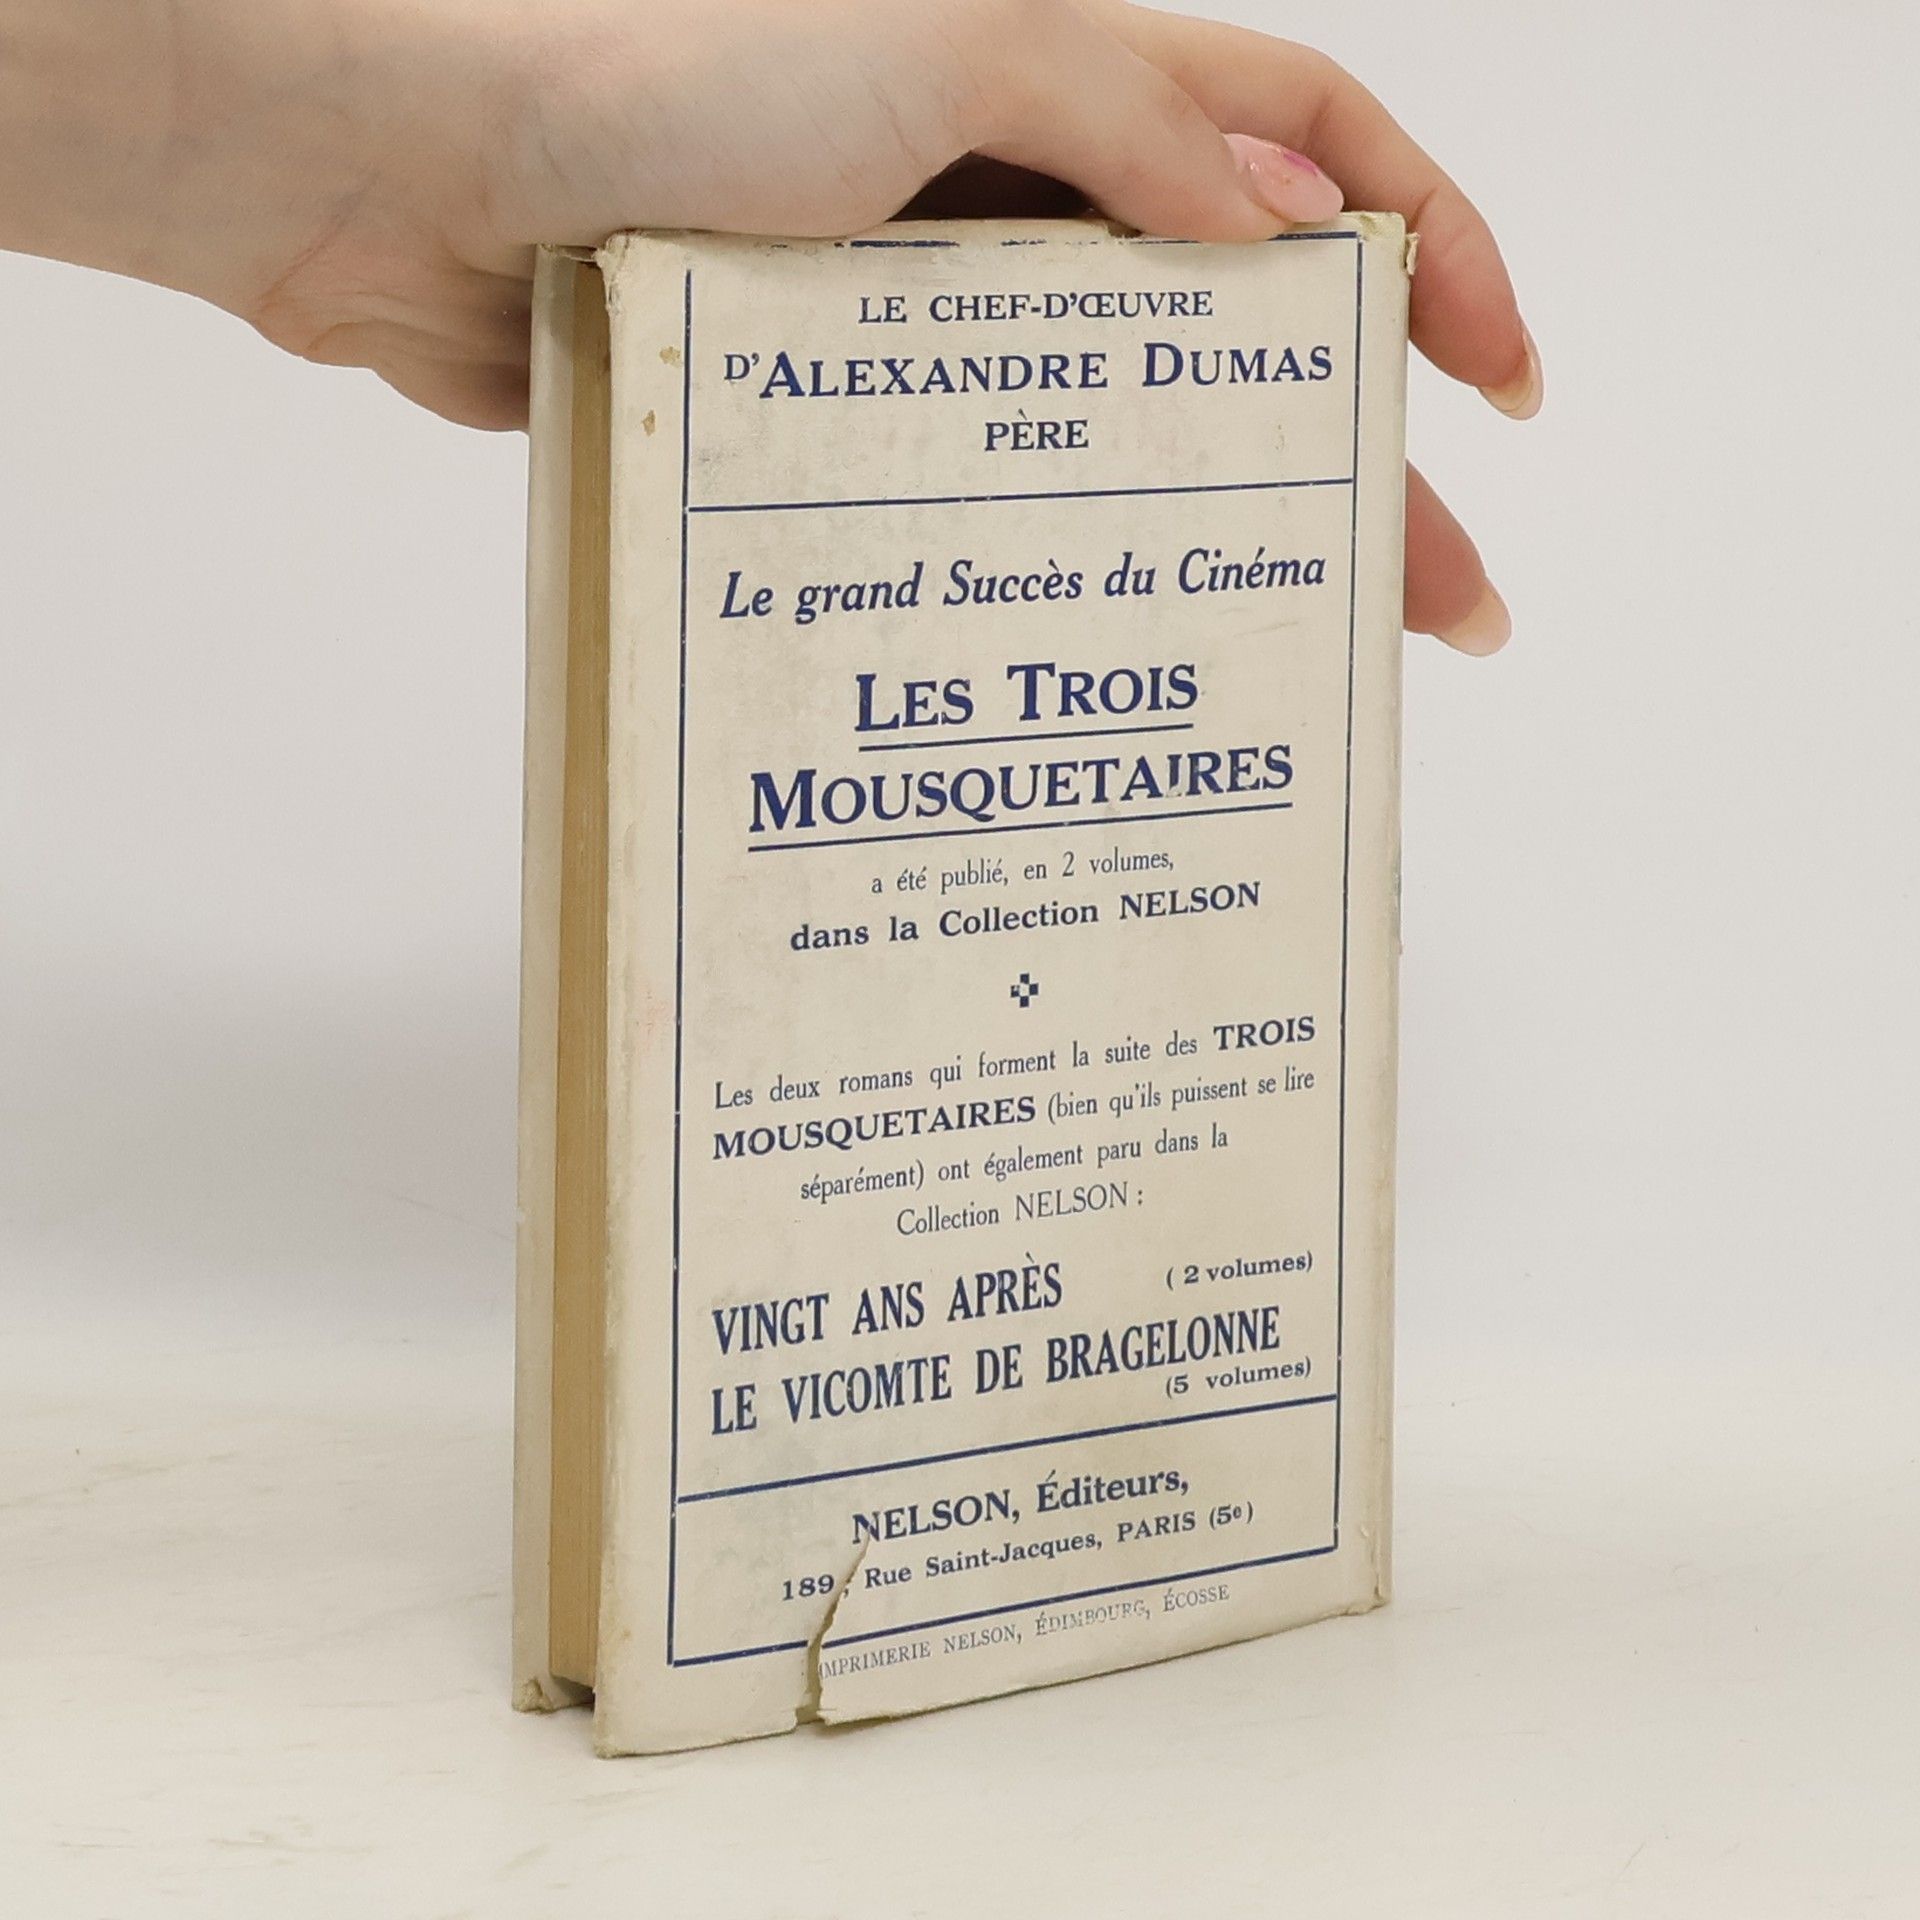 LE CHEF-D'ŒUVRE
D'ALEXANDRE DUMAS
PÈRE
Le grand Succès du Cinéma
LES TROIS
MOUSQUETAIRES
a été publié, en 2 volumes,
dans la Collection NELSON
Les deux romans qui forment la suite des TROIS
MOUSQUETAIRES (bien qu'ils puissent se lire
séparément) ont également paru dans la
Collection NELSON :
VINGT ANS APRÈS (2 volumes)
LE VICOMTE DE BRAGELONNE
(5 volumes)
NELSON, Éditeurs,
189, Rue Saint-Jacques, PARIS (5e)
IMPRIMERIE NELSON, ÉDIMBOURG, ÉCOSSE